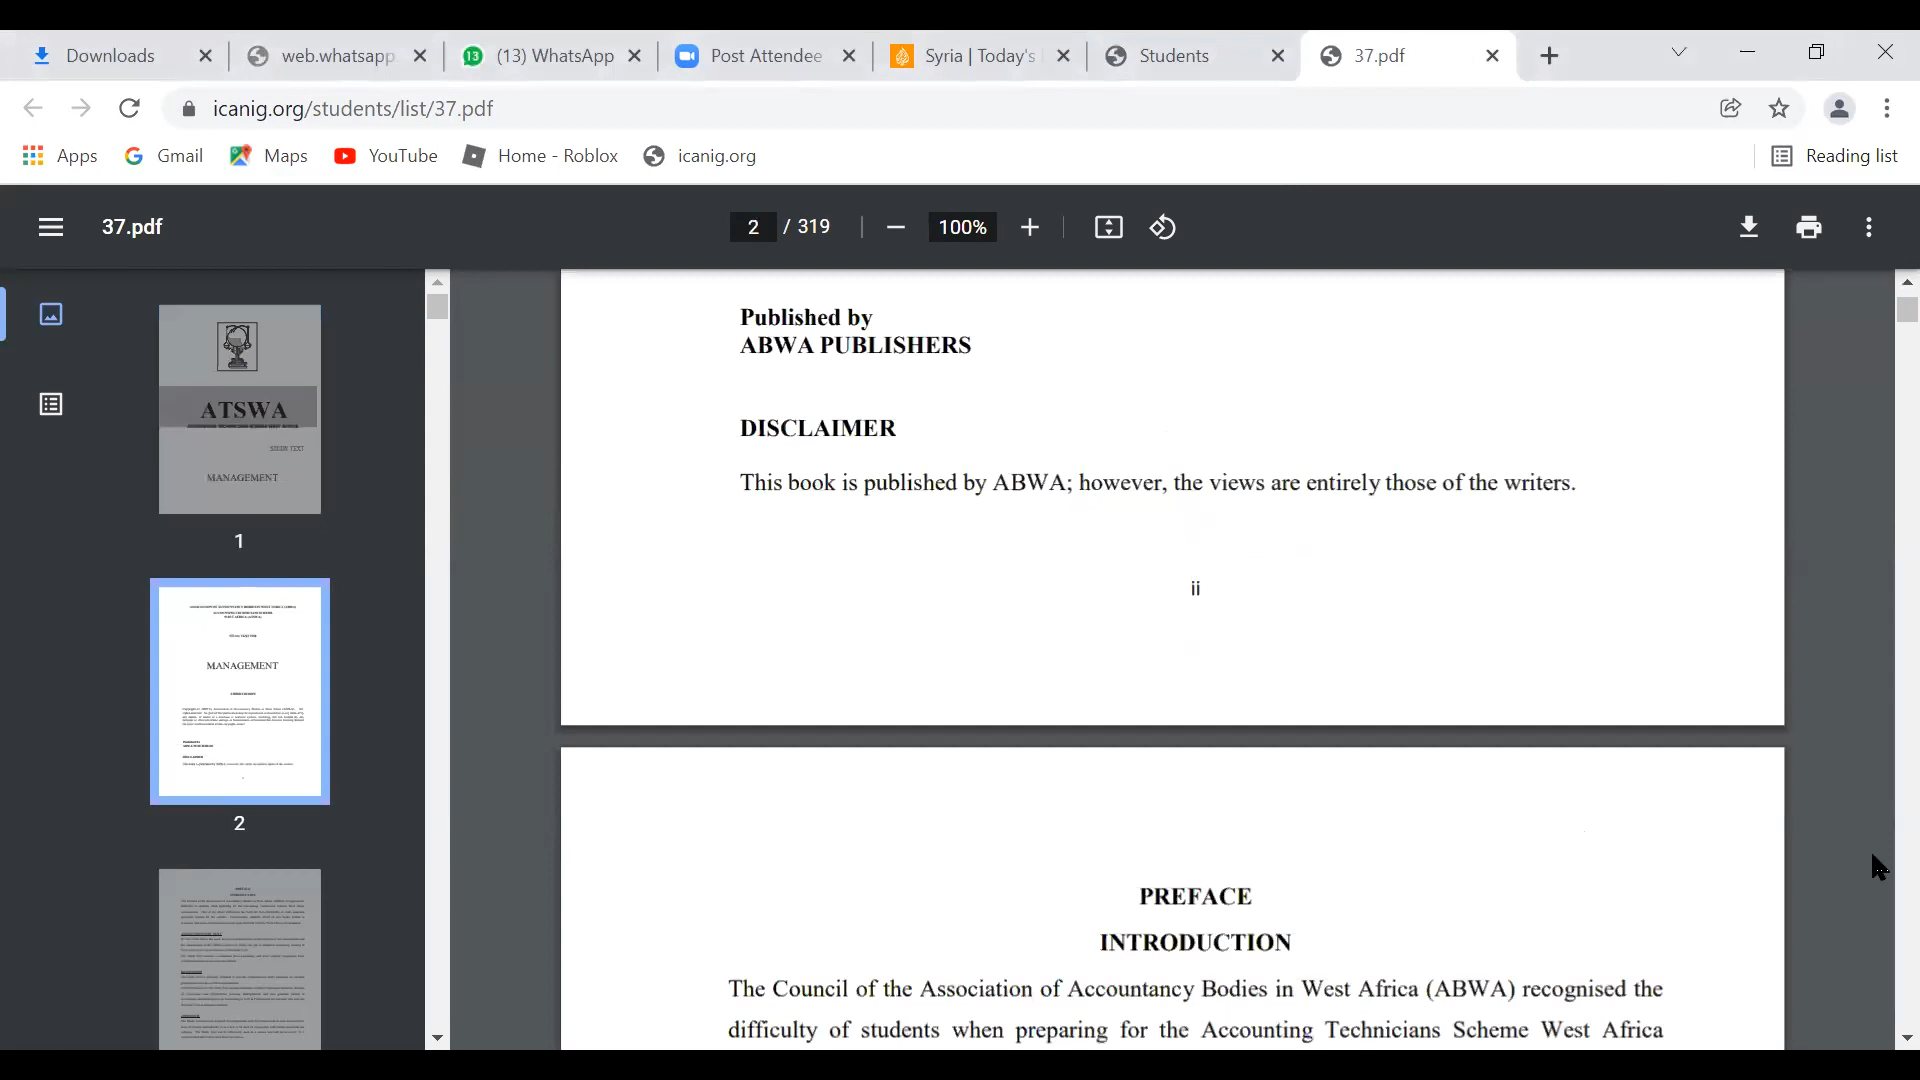 Downloads
web.whatsapp
13
(13) WhatsApp
Post Attendee
Syria | Today's
Students
37.pdf
icanig.org/students/list/37.pdf
Apps
Gmail
Maps
YouTube
Home - Roblox
icanig.org
Reading list
37.pdf
2 / 319
100%
ATSWA
STUDY TEXT
MANAGEMENT
1
MANAGEMENT
2
Published by
ABWA PUBLISHERS
DISCLAIMER
This book is published by ABWA; however, the views are entirely those of the writers.
ii
PREFACE
INTRODUCTION
The Council of the Association of Accountancy Bodies in West Africa (ABWA) recognised the
difficulty of students when preparing for the Accounting Technicians Scheme West Africa